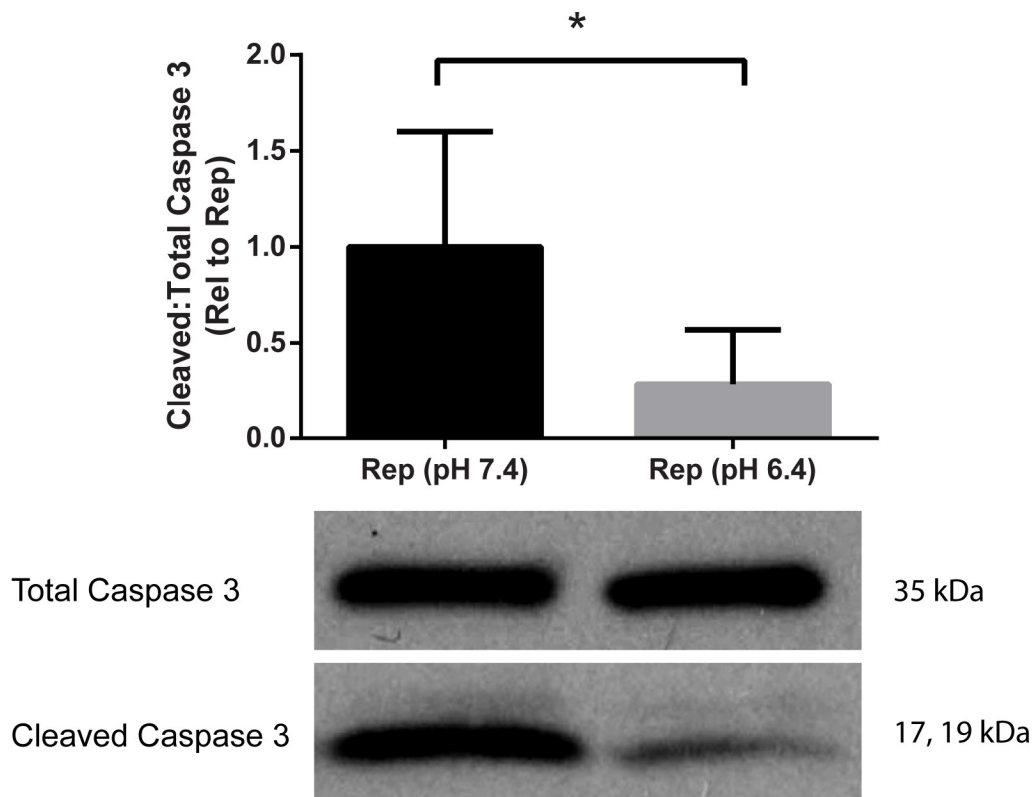 *
Cleaved:Total Caspase 3
(Rel to Rep)
2.0
1.5
1.0
0.5
0.0
Rep (pH 7.4) Rep (pH 6.4)
Total Caspase 3 35 kDa
Cleaved Caspase 3 17, 19 kDa